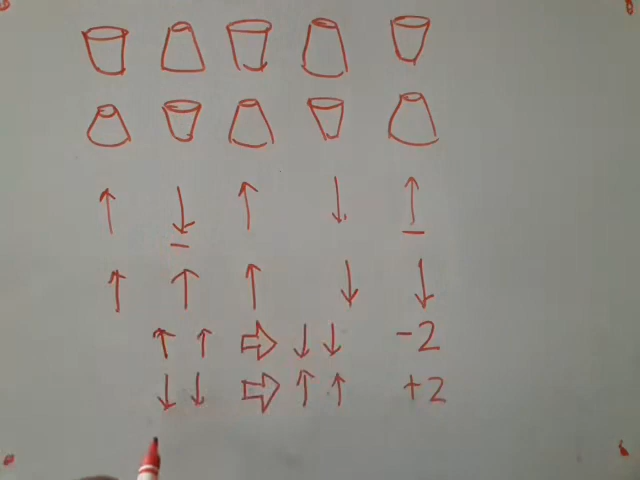 ↑ ↓ ↑ ↓ ↑
↑ ↑ ↑ ↓ ↓
↑ ↑ ⇨ ↓ ↓ -2
↓ ↓ ⇨ ↑ ↑ +2